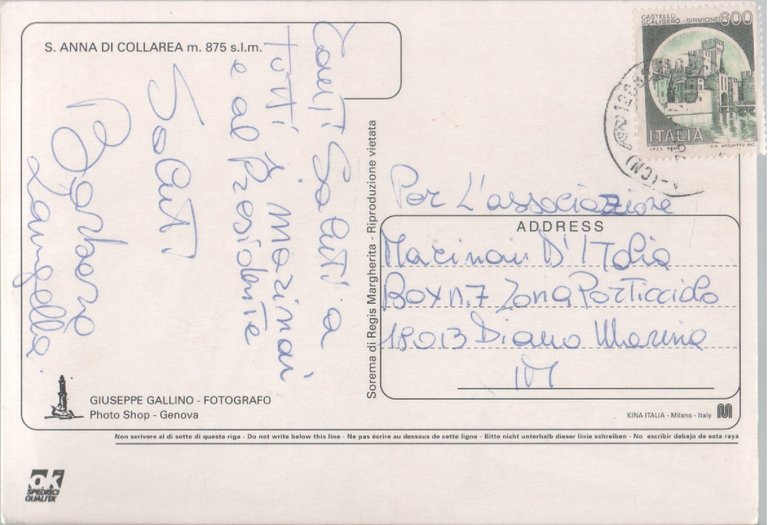 S. ANNA DI COLLAREA m. 875 s.l.m.
Tanti Saluti a
tutti i marinai
e al Presidente
Saluti
Barbero
CASTELLO
SCALIGERO - SIRMIONE
600
ITALIA
Per L'associazione
ADDRESS
Marinai D'Italia
Box n.7 Zona Porticciolo
18013 Diano Marina
IM
Sorema di Regis Margherita - Riproduzione vietata
GIUSEPPE GALLINO - FOTOGRAFO
Photo Shop - Genova
KINA ITALIA - Milano - Italy
Non scrivere al di sotto di questa riga - Do not write below this line - Ne pas écrire au dessous de cette ligne - Bitte nicht unterhalb dieser linie schreiben - No escribir debajo de esta raya
ok
SPEDISCI
QUALITA'